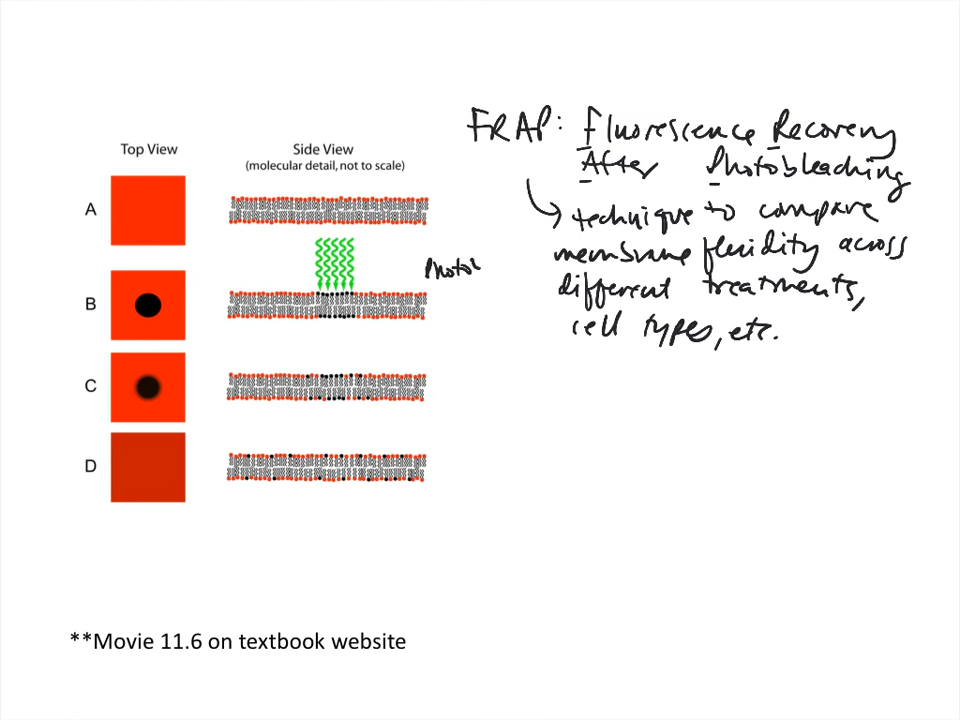 FRAP: Fluorescence Recovery
After Photobleaching
technique to compare
membrane fluidity across
different treatments,
cell types, etc.
Top View
Side View
(molecular detail, not to scale)
A
B
Photob
C
D
**Movie 11.6 on textbook website